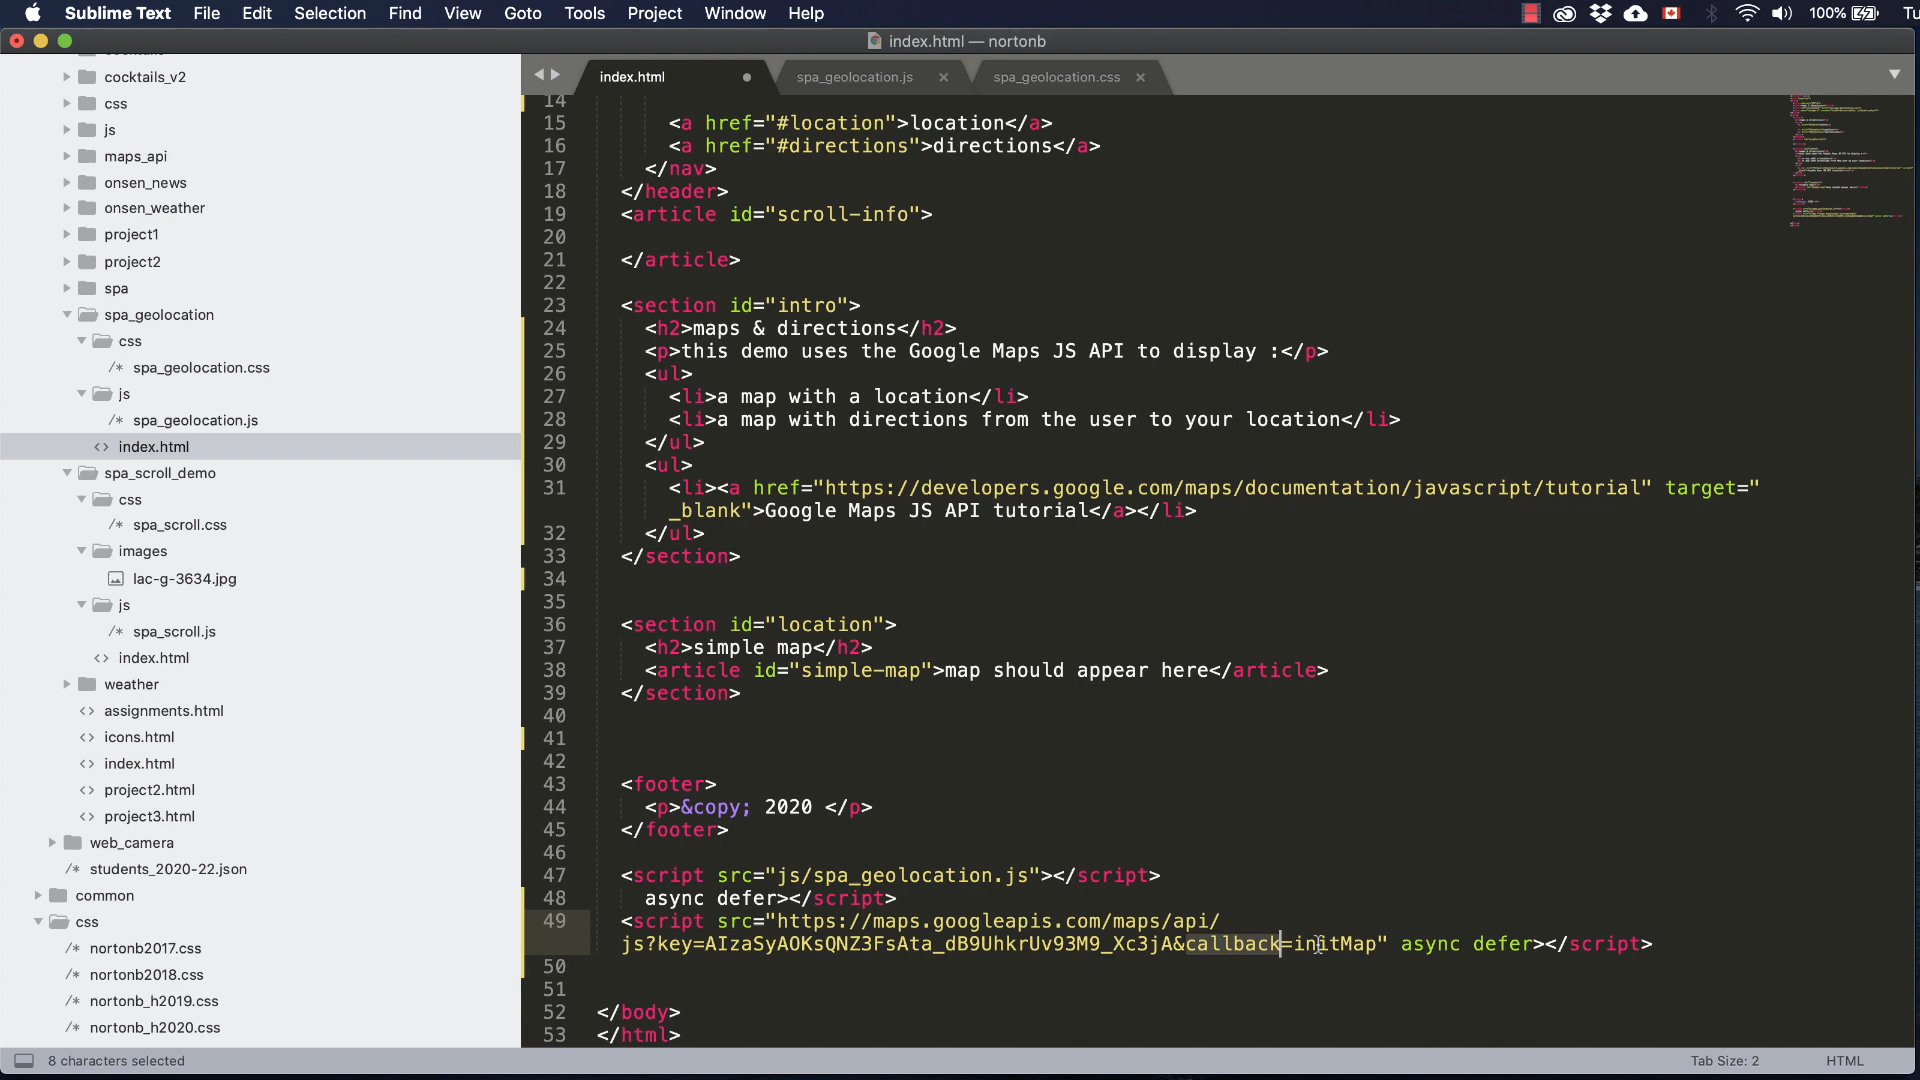 Sublime Text File Edit Selection Find View Goto Tools Project Window Help 100% Tu
index.html — nortonb
index.html
spa_geolocation.js
spa_geolocation.css
cocktails_v2
css
js
maps_api
onsen_news
onsen_weather
project1
project2
spa
spa_geolocation
css
/* spa_geolocation.css
js
/* spa_geolocation.js
<> index.html
spa_scroll_demo
css
/* spa_scroll.css
images
lac-g-3634.jpg
js
/* spa_scroll.js
<> index.html
weather
<> assignments.html
<> icons.html
<> index.html
<> project2.html
<> project3.html
web_camera
/* students_2020-22.json
common
css
/* nortonb2017.css
/* nortonb2018.css
/* nortonb_h2019.css
/* nortonb_h2020.css
14
15 <a href="#location">location</a>
16 <a href="#directions">directions</a>
17 </nav>
18 </header>
19 <article id="scroll-info">
20
21 </article>
22
23 <section id="intro">
24 <h2>maps & directions</h2>
25 <p>this demo uses the Google Maps JS API to display :</p>
26 <ul>
27 <li>a map with a location</li>
28 <li>a map with directions from the user to your location</li>
29 </ul>
30 <ul>
31 <li><a href="https://developers.google.com/maps/documentation/javascript/tutorial" target="
_blank">Google Maps JS API tutorial</a></li>
32 </ul>
33 </section>
34
35
36 <section id="location">
37 <h2>simple map</h2>
38 <article id="simple-map">map should appear here</article>
39 </section>
40
41
42
43 <footer>
44 <p>&copy; 2020 </p>
45 </footer>
46
47 <script src="js/spa_geolocation.js"></script>
48 async defer></script>
49 <script src="https://maps.googleapis.com/maps/api/
js?key=AIzaSyAOKsQNZ3FsAta_dB9UhkrUv93M9_Xc3jA&callback=initMap" async defer></script>
50
51
52 </body>
53 </html>
8 characters selected
Tab Size: 2
HTML